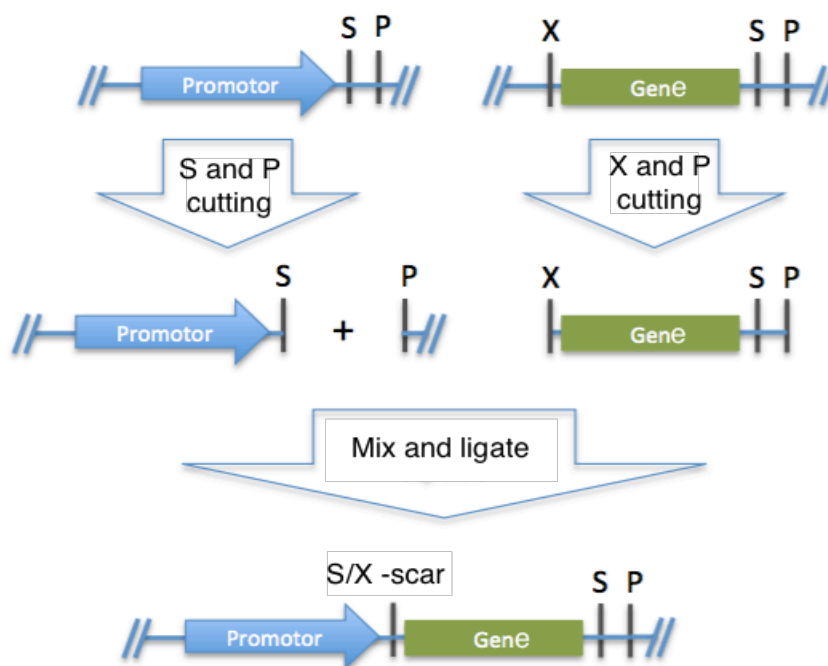 S P
X S P
Promotor
Gene
S and P
cutting
X and P
cutting
S P
X S P
Promotor
+
Gene
Mix and ligate
S/X -scar
S P
Promotor
Gene